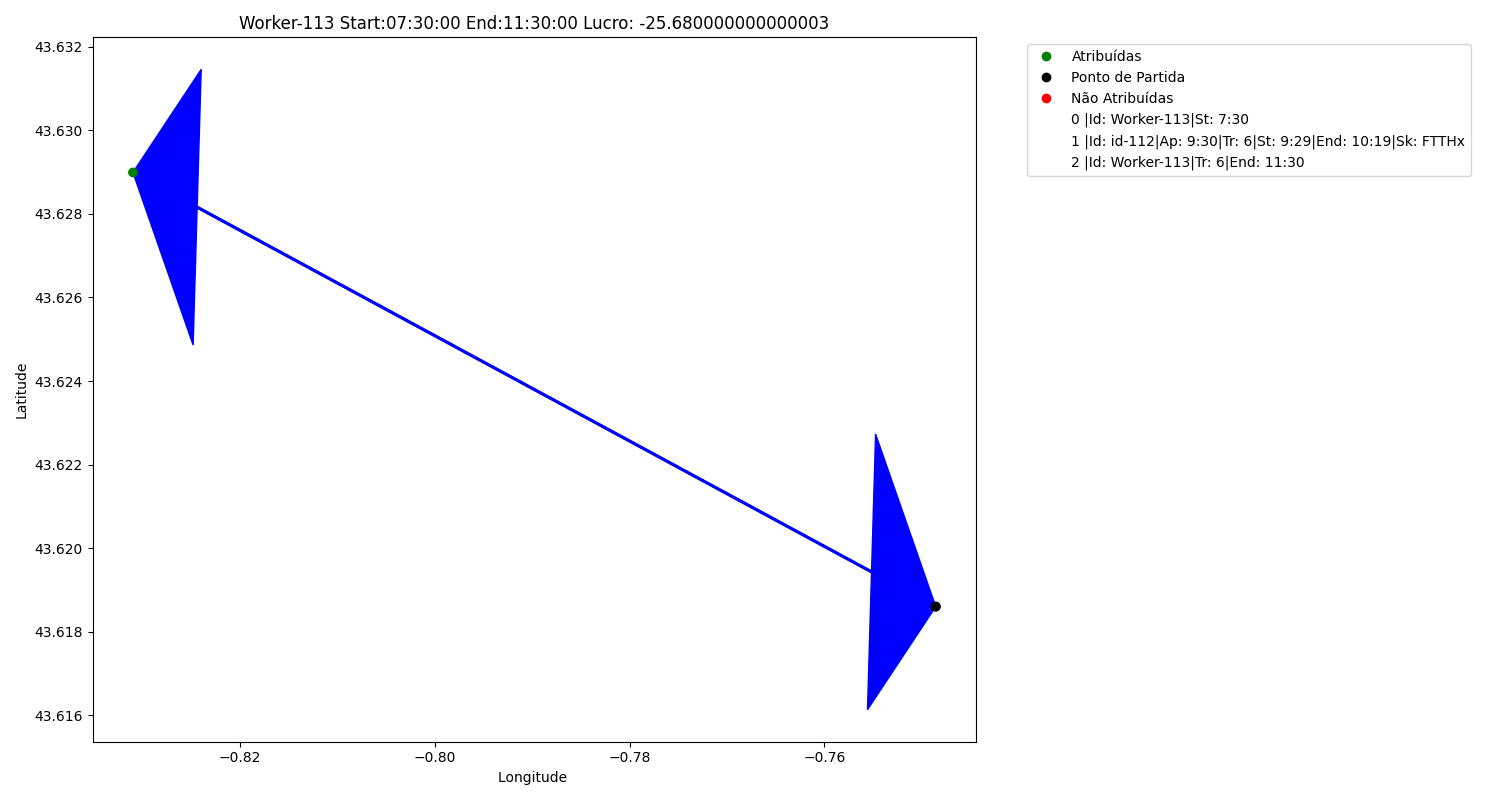 Worker-113 Start:07:30:00 End:11:30:00 Lucro: -25.680000000000003
43.632
43.630
43.628
43.626
43.624
43.622
43.620
43.618
43.616
Latitude
−0.82
−0.80
−0.78
−0.76
Longitude
Atribuídas
Ponto de Partida
Não Atribuídas
0 |Id: Worker-113|St: 7:30
1 |Id: id-112|Ap: 9:30|Tr: 6|St: 9:29|End: 10:19|Sk: FTTHx
2 |Id: Worker-113|Tr: 6|End: 11:30